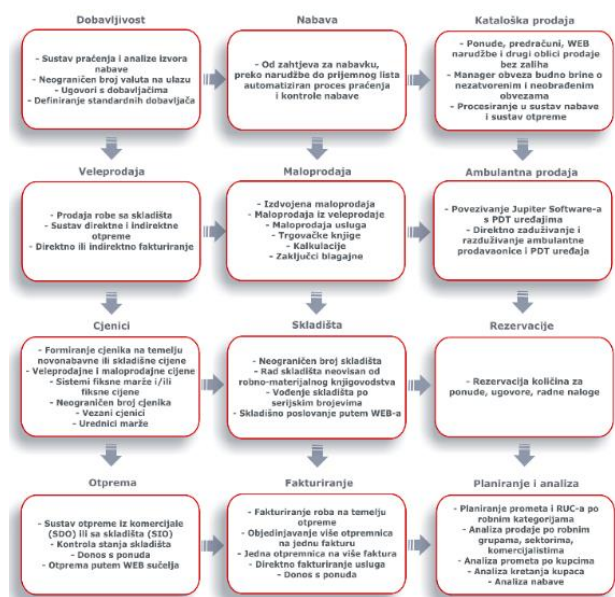 Dobavljivost
- Sustav praćenja i analize izvora
nabave
- Neograničen broj valuta na ulazu
- Ugovori s dobavljačima
- Definiranje standardnih dobavljača
Nabava
- Od zahtjeva za nabavku,
preko narudžbe do prijemnog lista
automatiziran proces praćenja
i kontrole nabave
Kataloška prodaja
- Ponude, predračuni, WEB
narudžbe i drugi oblici prodaje
bez zaliha
- Manager obveza budno brine o
nezatvorenim i neobrađenim
obvezama
- Procesiranje u sustav nabave
i sustav otpreme
Veleprodaja
- Prodaja robe sa skladišta
- Sustav direktne i indirektne
otpreme
- Direktno ili indirektno fakturiranje
Maloprodaja
- Izdvojena maloprodaja
- Maloprodaja iz veleprodaje
- Maloprodaja usluga
- Trgovačke knjige
- Kalkulacije
- Zaključci blagajne
Ambulantna prodaja
- Povezivanje Jupiter Software-a
s PDT uređajima
- Direktno zaduživanje i
razduživanje ambulantne
prodavaonice i PDT uređaja
Cjenici
- Formiranje cjenika na temelju
novonabavne ili skladišne cijene
- Veleprodajne i maloprodajne cijene
- Sistemi fiksne marže i/ili
fiksne cijene
- Neograničen broj cjenika
- Vezani cjenici
- Urednici marže
Skladišta
- Neograničen broj skladišta
- Rad skladišta neovisan od
robno-materijalnog knjigovodstva
- Vođenje skladišta po
serijskim brojevima
- Skladišno poslovanje putem WEB-a
Rezervacije
- Rezervacija količina za
ponude, ugovore, radne naloge
Otprema
- Sustav otpreme iz komercijale
(SDO) ili sa skladišta (SIO)
- Kontrola stanja skladišta
- Donos s ponuda
- Otprema putem WEB sučelja
Fakturiranje
- Fakturiranje roba na temelju
otpreme
- Objedinjavanje više otpremnica
na jednu fakturu
- Jedna otpremnica na više faktura
- Direktno fakturiranje usluga
- Donos s ponuda
Planiranje i analiza
- Planiranje prometa i RUC-a po
robnim kategorijama
- Analiza prodaje po robnim
grupama, sektorima,
komercijalistima
- Analiza prometa po kupcima
- Analiza kretanja kupaca
- Analiza nabave